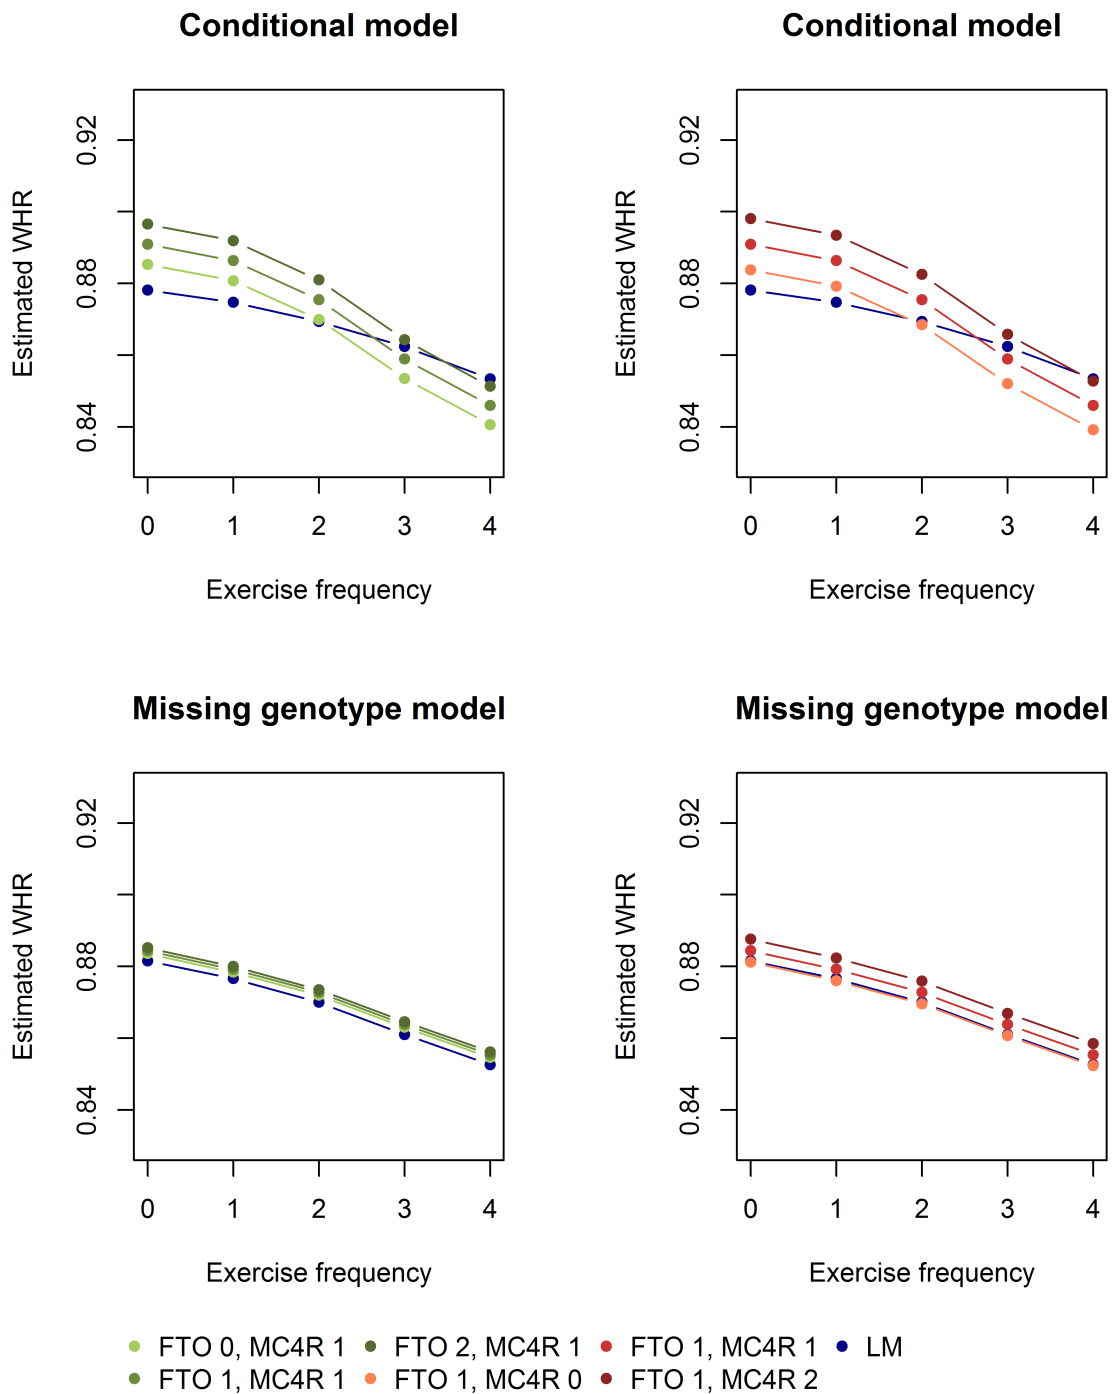 Conditional model
Estimated WHR
0.92
0.88
0.84
0 1 2 3 4
Exercise frequency
Conditional model
Estimated WHR
0.92
0.88
0.84
0 1 2 3 4
Exercise frequency
Missing genotype model
Estimated WHR
0.92
0.88
0.84
0 1 2 3 4
Exercise frequency
Missing genotype model
Estimated WHR
0.92
0.88
0.84
0 1 2 3 4
Exercise frequency
FTO 0, MC4R 1 FTO 2, MC4R 1 FTO 1, MC4R 1 LM
FTO 1, MC4R 1 FTO 1, MC4R 0 FTO 1, MC4R 2